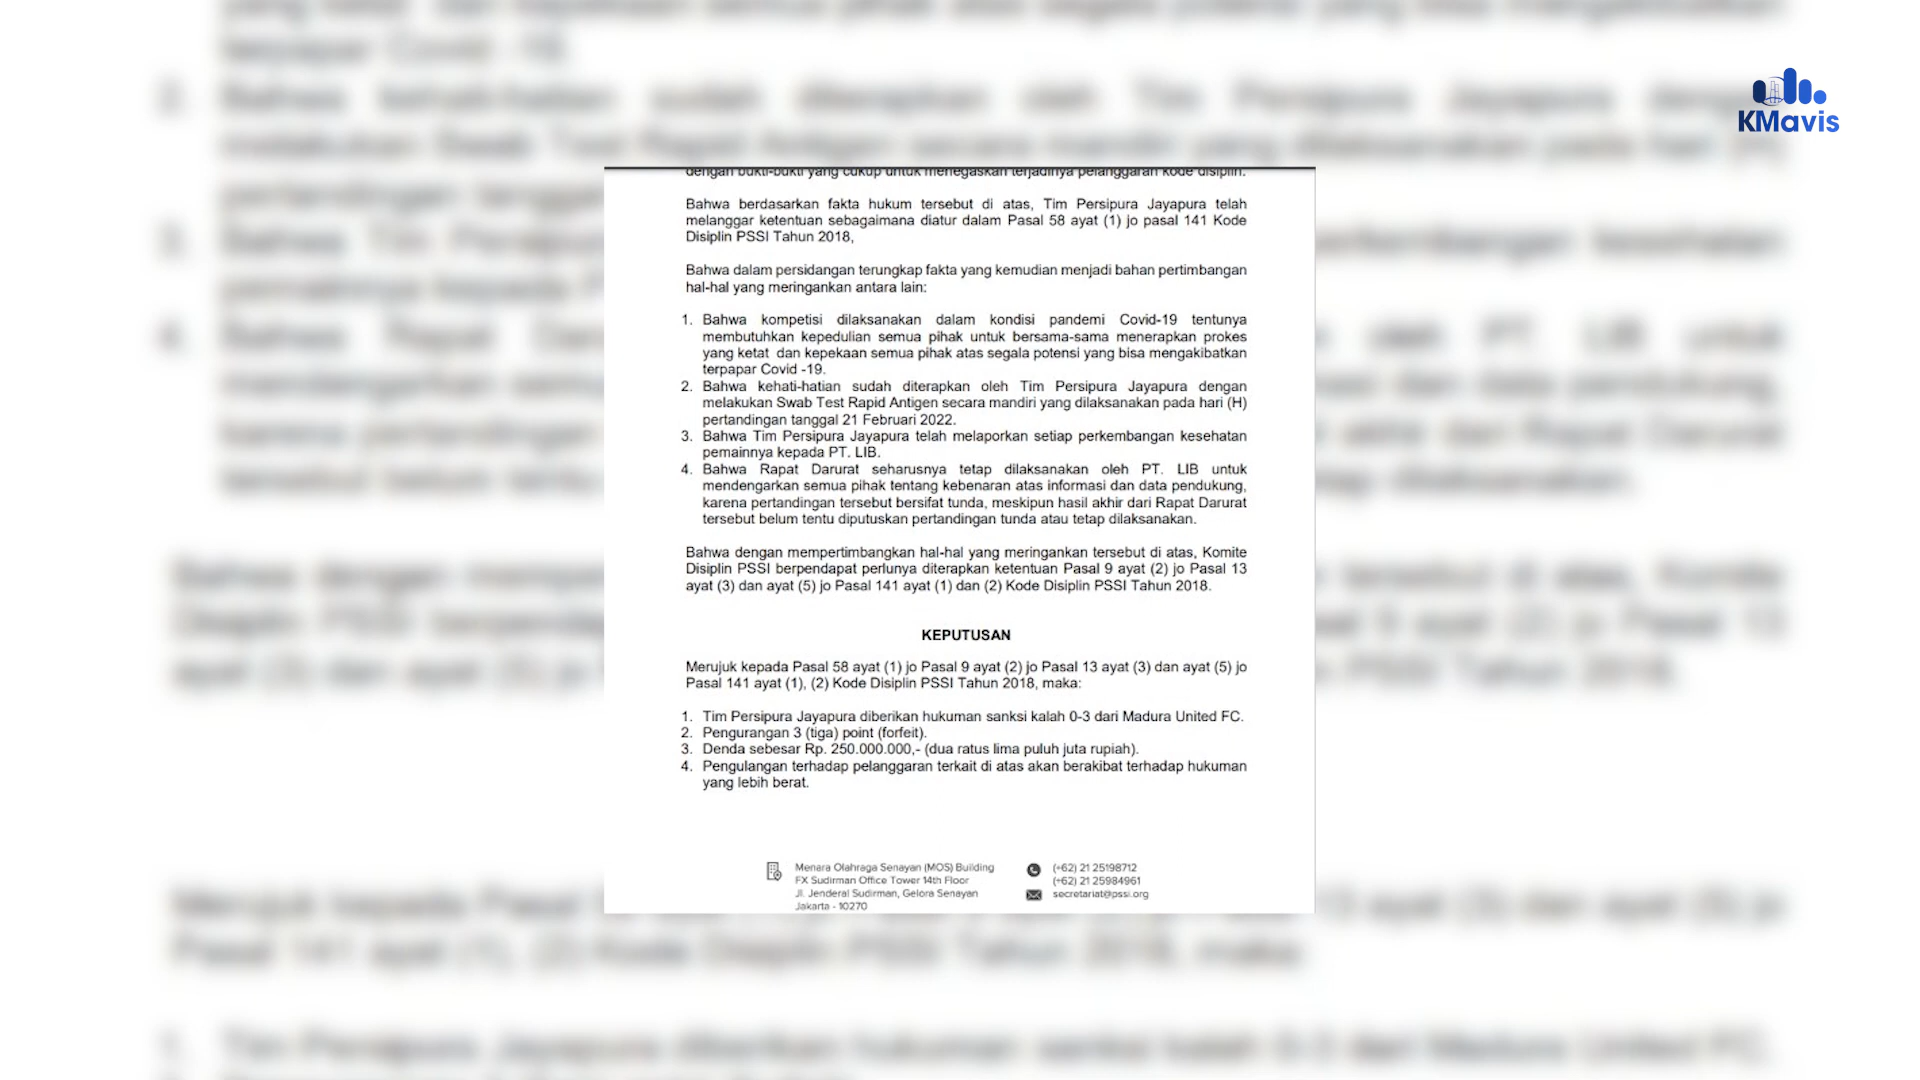 KMavis
dengan bukti-bukti yang cukup untuk menegaskan terjadinya pelanggaran kode disiplin.
Bahwa berdasarkan fakta hukum tersebut di atas, Tim Persipura Jayapura telah
melanggar ketentuan sebagaimana diatur dalam Pasal 58 ayat (1) jo pasal 141 Kode
Disiplin PSSI Tahun 2018,
Bahwa dalam persidangan terungkap fakta yang kemudian menjadi bahan pertimbangan
hal-hal yang meringankan antara lain:
1. Bahwa kompetisi dilaksanakan dalam kondisi pandemi Covid-19 tentunya
membutuhkan kepedulian semua pihak untuk bersama-sama menerapkan prokes
yang ketat dan kepekaan semua pihak atas segala potensi yang bisa mengakibatkan
terpapar Covid -19.
2. Bahwa kehati-hatian sudah diterapkan oleh Tim Persipura Jayapura dengan
melakukan Swab Test Rapid Antigen secara mandiri yang dilaksanakan pada hari (H)
pertandingan tanggal 21 Februari 2022.
3. Bahwa Tim Persipura Jayapura telah melaporkan setiap perkembangan kesehatan
pemainnya kepada PT. LIB.
4. Bahwa Rapat Darurat seharusnya tetap dilaksanakan oleh PT. LIB untuk
mendengarkan semua pihak tentang kebenaran atas informasi dan data pendukung,
karena pertandingan tersebut bersifat tunda, meskipun hasil akhir dari Rapat Darurat
tersebut belum tentu diputuskan pertandingan tunda atau tetap dilaksanakan.
Bahwa dengan mempertimbangkan hal-hal yang meringankan tersebut di atas, Komite
Disiplin PSSI berpendapat perlunya diterapkan ketentuan Pasal 9 ayat (2) jo Pasal 13
ayat (3) dan ayat (5) jo Pasal 141 ayat (1) dan (2) Kode Disiplin PSSI Tahun 2018.
KEPUTUSAN
Merujuk kepada Pasal 58 ayat (1) jo Pasal 9 ayat (2) jo Pasal 13 ayat (3) dan ayat (5) jo
Pasal 141 ayat (1), (2) Kode Disiplin PSSI Tahun 2018, maka:
1. Tim Persipura Jayapura diberikan hukuman sanksi kalah 0-3 dari Madura United FC.
2. Pengurangan 3 (tiga) point (forfeit).
3. Denda sebesar Rp. 250.000.000,- (dua ratus lima puluh juta rupiah).
4. Pengulangan terhadap pelanggaran terkait di atas akan berakibat terhadap hukuman
yang lebih berat.
Menara Olahraga Senayan (MOS) Building
FX Sudirman Office Tower 14th Floor
Jl. Jenderal Sudirman, Gelora Senayan
Jakarta - 10270
(+62) 21 25198712
(+62) 21 25984961
secretariat@pssi.org